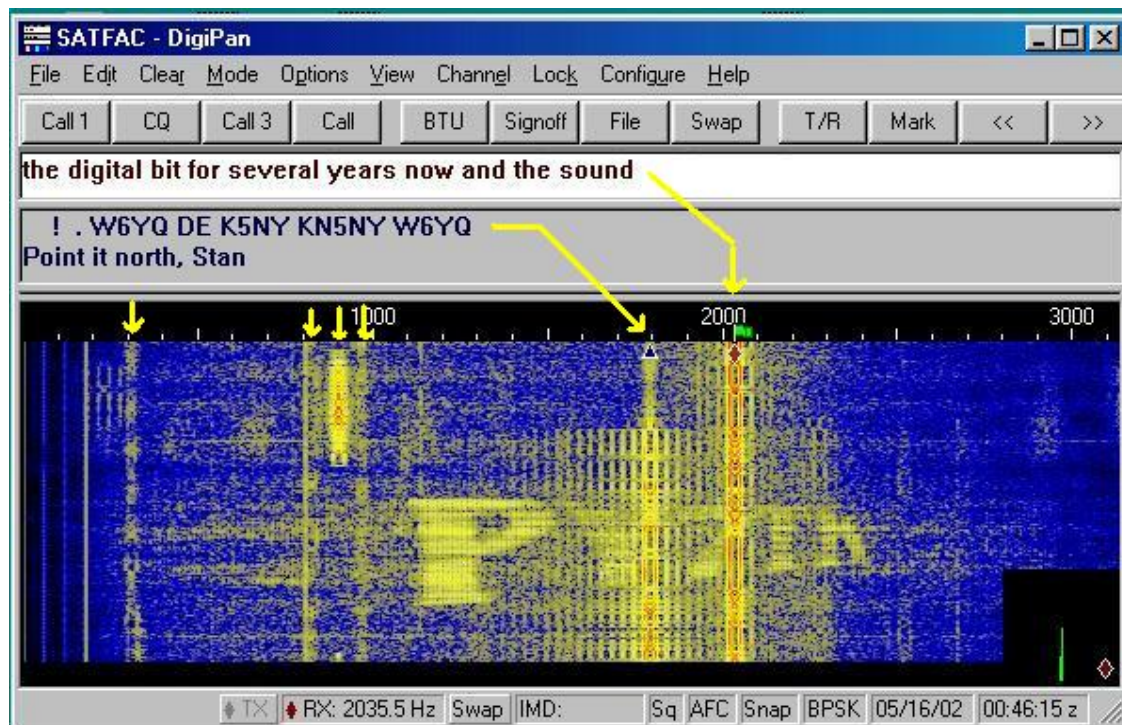 SATFAC - DigiPan
File Edit Clear Mode Options View Channel Lock Configure Help
Call 1 CQ Call 3 Call BTU Signoff File Swap T/R Mark << >>
the digital bit for several years now and the sound
! . W6YQ DE K5NY KN5NY W6YQ
Point it north, Stan
1000 2000 3000
TX RX: 2035.5 Hz Swap IMD: Sq AFC Snap BPSK 05/16/02 00:46:15 z